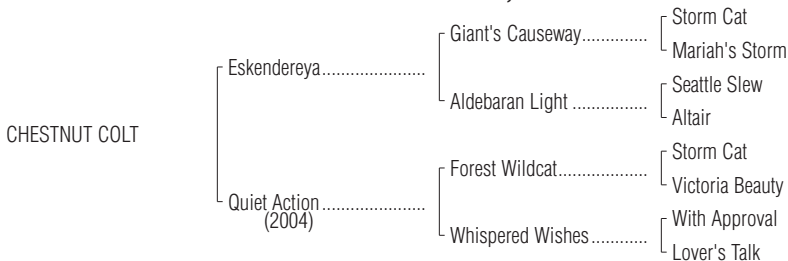 Storm Cat
Giant's Causeway..............
Mariah's Storm
Eskendereya......................
Seattle Slew
Aldebaran Light ................
Altair
CHESTNUT COLT
Storm Cat
Forest Wildcat...................
Victoria Beauty
Quiet Action......................
(2004)
With Approval
Whispered Wishes............
Lover's Talk